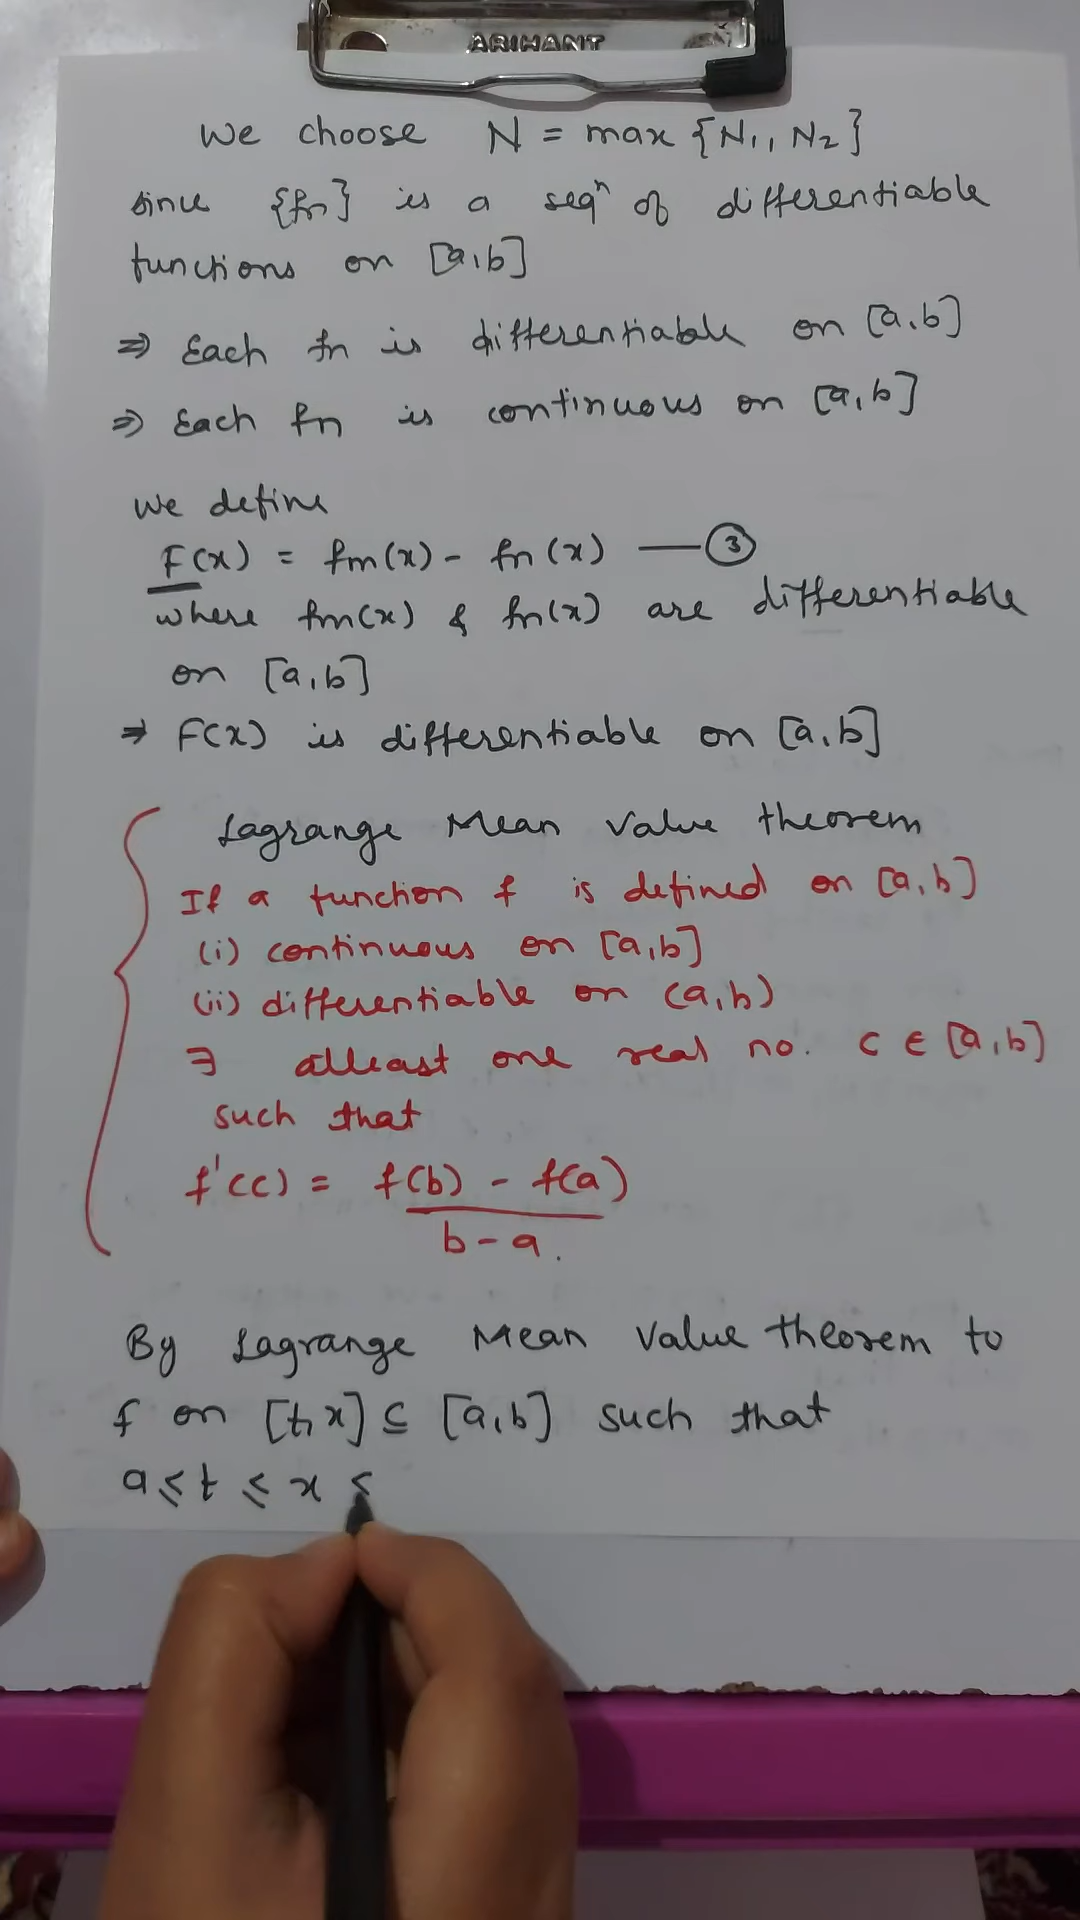 ARIHANT
We choose N = max {N₁, N₂}
since {fn} is a seqⁿ of differentiable
functions on [a,b]
⇒ Each fn is differentiable on [a,b]
⇒ Each fn is continuous on [a,b]
We define
F(x) = fm(x) - fn(x) — ③
where fm(x) & fn(x) are differentiable
on [a,b]
⇒ F(x) is differentiable on [a,b]
Lagrange Mean Value theorem
If a function f is defined on [a,b]
(i) continuous on [a,b]
(ii) differentiable on (a,b)
∃ atleast one real no. c ∈ [a,b]
such that
f'(c) = f(b) - f(a)
b - a.
By Lagrange Mean Value theorem to
f on [t,x] ⊆ [a,b] such that
a ≤ t ≤ x ≤